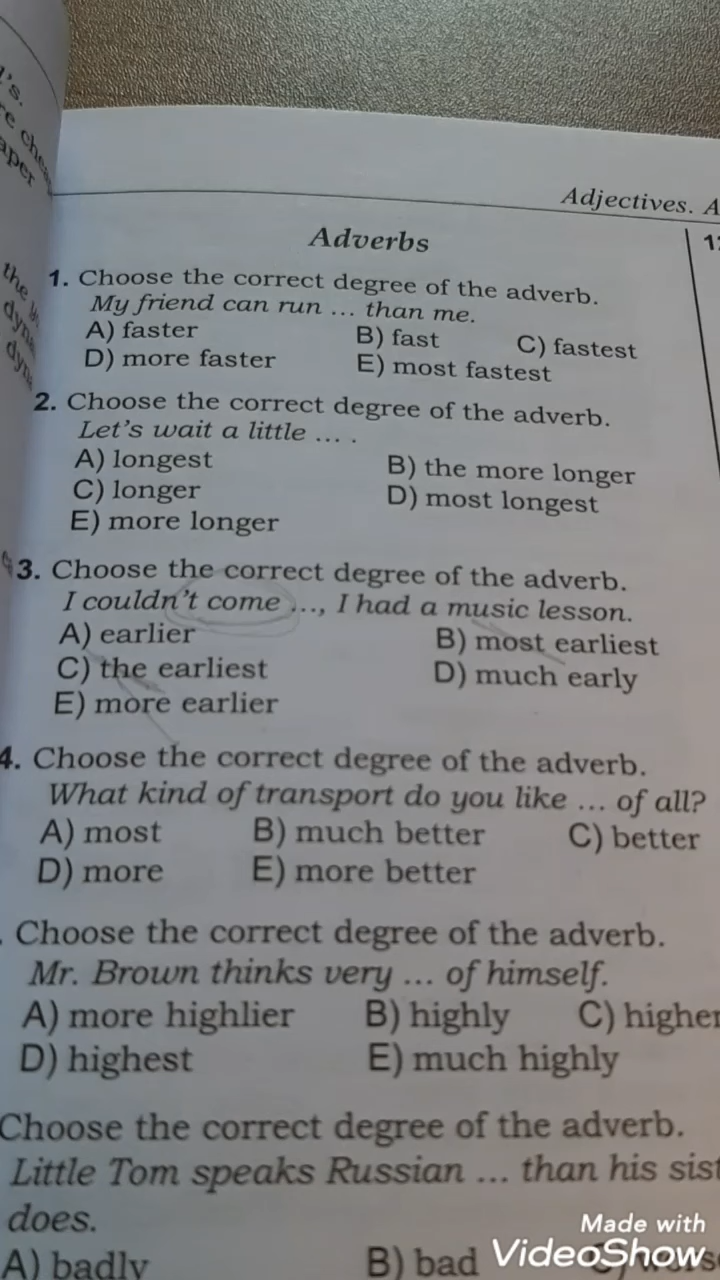 Adjectives. A
Adverbs
1. Choose the correct degree of the adverb.
My friend can run ... than me.
A) faster B) fast C) fastest
D) more faster E) most fastest
2. Choose the correct degree of the adverb.
Let's wait a little ... .
A) longest B) the more longer
C) longer D) most longest
E) more longer
3. Choose the correct degree of the adverb.
I couldn't come ..., I had a music lesson.
A) earlier B) most earliest
C) the earliest D) much early
E) more earlier
4. Choose the correct degree of the adverb.
What kind of transport do you like ... of all?
A) most B) much better C) better
D) more E) more better
. Choose the correct degree of the adverb.
Mr. Brown thinks very ... of himself.
A) more highlier B) highly C) higher
D) highest E) much highly
Choose the correct degree of the adverb.
Little Tom speaks Russian ... than his sist
does.
A) badly B) bad
Made with
VideoShow